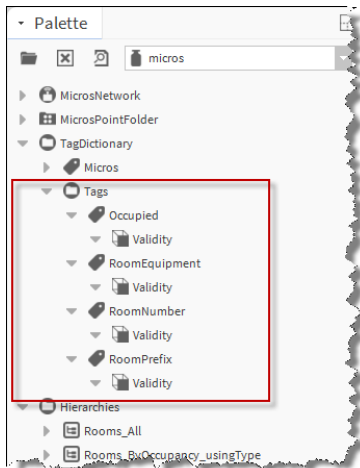 Palette
micros
MicrosNetwork
MicrosPointFolder
TagDictionary
Micros
Tags
Occupied
Validity
RoomEquipment
Validity
RoomNumber
Validity
RoomPrefix
Validity
Hierarchies
Rooms_All
Rooms_ByOccupancy_usingType